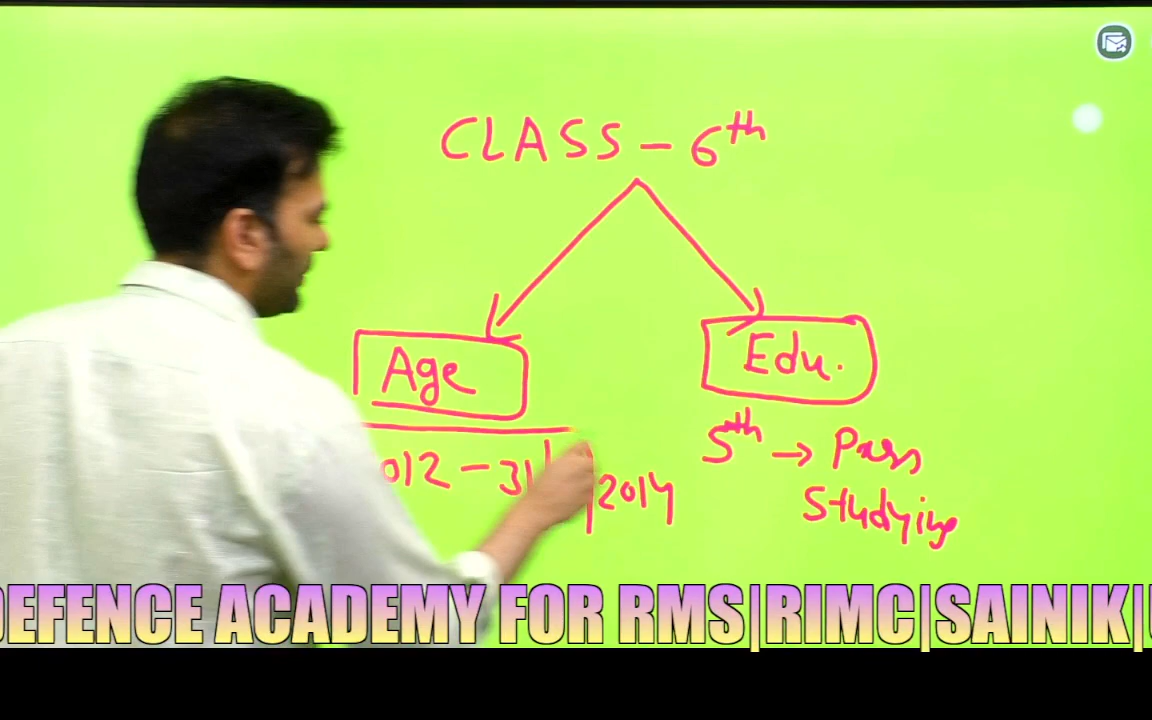 CLASS - 6th
Age
Edu.
012 - 31
2014
5th → Pass
Studying
DEFENCE ACADEMY FOR RMS|RIMC|SAINIK|